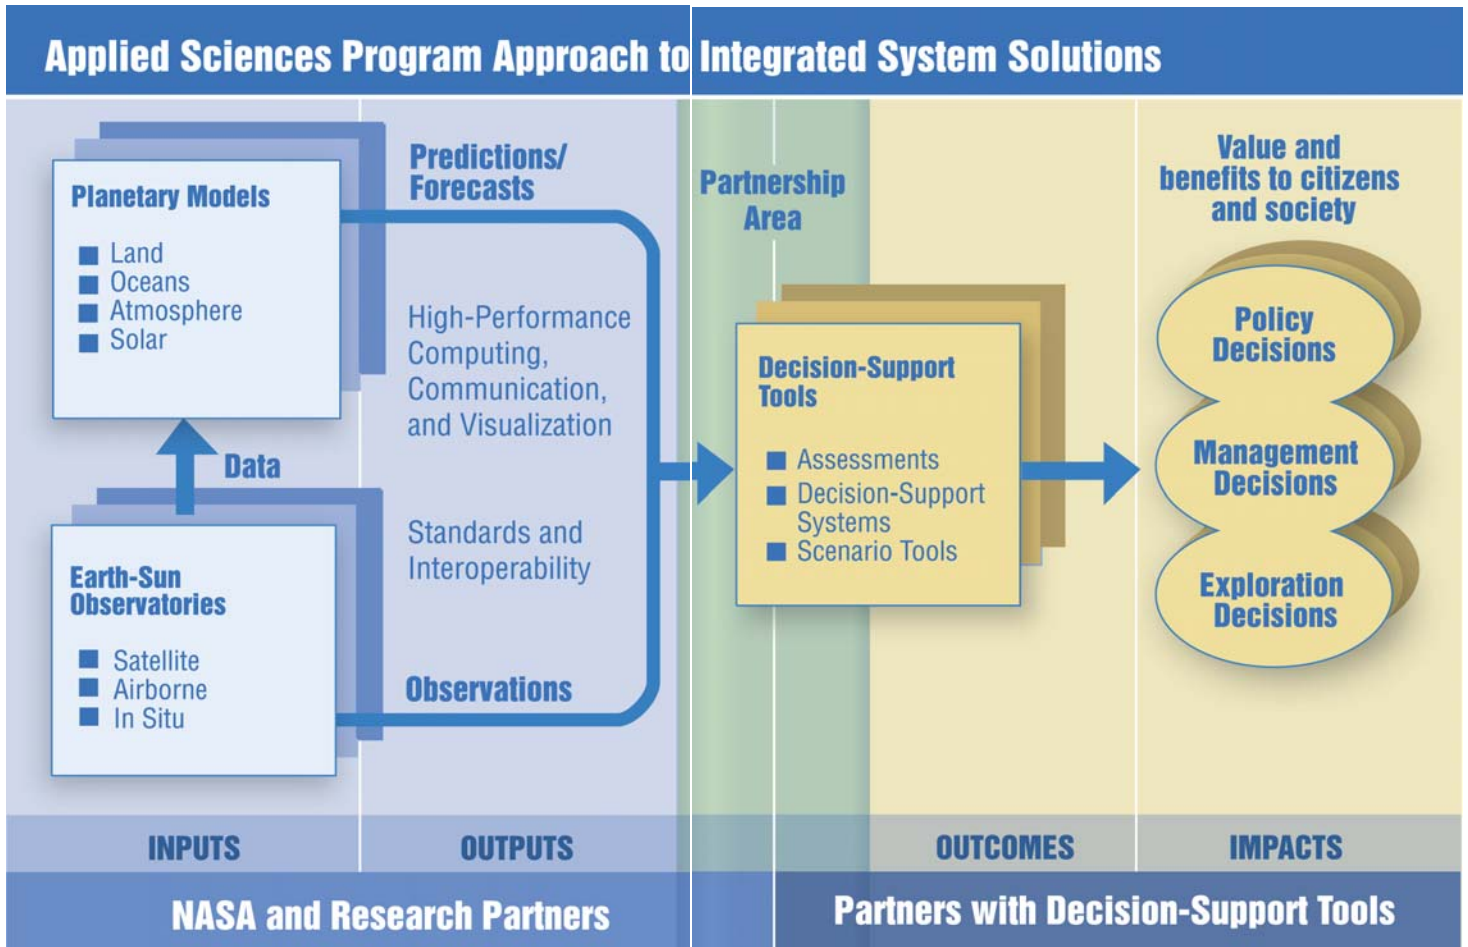 Applied Sciences Program Approach to Integrated System Solutions
Planetary Models
Land
Oceans
Atmosphere
Solar
Data
Earth-Sun
Observatories
Satellite
Airborne
In Situ
Predictions/
Forecasts
High-Performance
Computing,
Communication,
and Visualization
Standards and
Interoperability
Observations
Partnership
Area
Decision-Support
Tools
Assessments
Decision-Support
Systems
Scenario Tools
Value and
benefits to citizens
and society
Policy
Decisions
Management
Decisions
Exploration
Decisions
INPUTS
OUTPUTS
OUTCOMES
IMPACTS
NASA and Research Partners
Partners with Decision-Support Tools